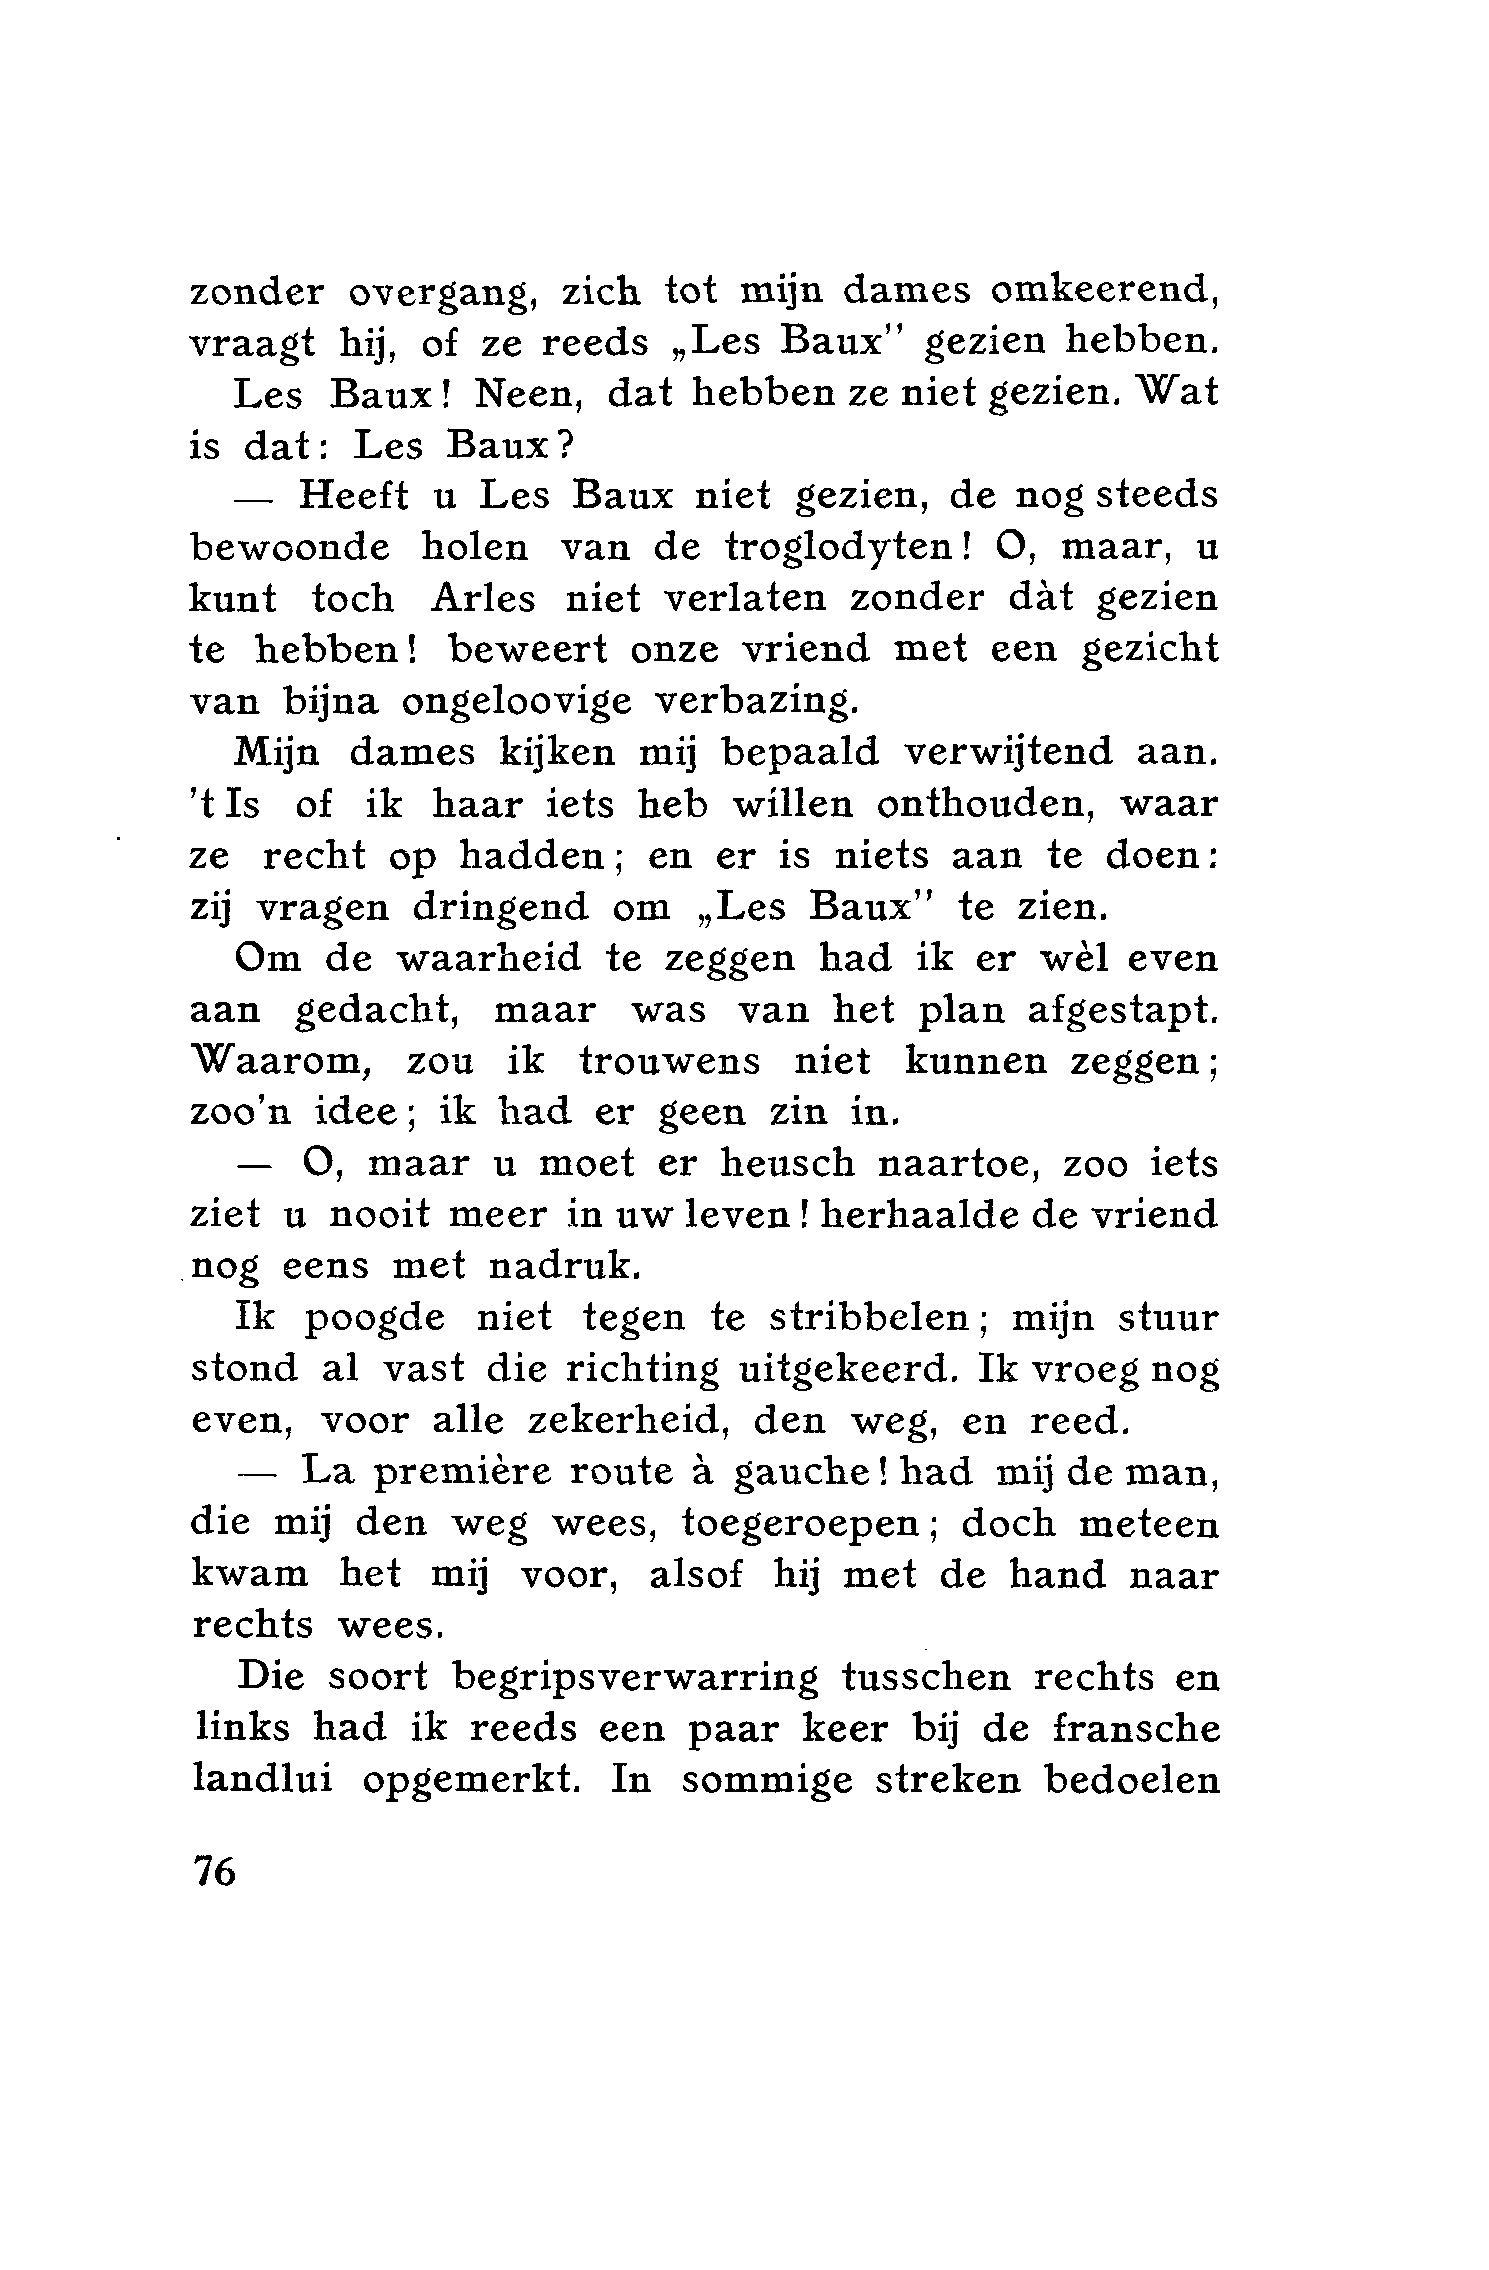 zonder overgang, zich tot mijn dames omkeerend,
vraagt hij, of ze reeds „Les Baux” gezien hebben.
Les Baux! Neen, dat hebben ze niet gezien. Wat
is dat: Les Baux?
— Heeft u Les Baux niet gezien, de nog steeds
bewoonde holen van de troglodyten! O, maar, u
kunt toch Arles niet verlaten zonder dàt gezien
te hebben! beweert onze vriend met een gezicht
van bijna ongeloovige verbazing.
Mijn dames kijken mij bepaald verwijtend aan.
’t Is of ik haar iets heb willen onthouden, waar
ze recht op hadden; en er is niets aan te doen:
zij vragen dringend om „Les Baux” te zien.
Om de waarheid te zeggen had ik er wèl even
aan gedacht, maar was van het plan afgestapt.
Waarom, zou ik trouwens niet kunnen zeggen;
zoo’n idee; ik had er geen zin in.
— O, maar u moet er heusch naartoe, zoo iets
ziet u nooit meer in uw leven! herhaalde de vriend
nog eens met nadruk.
Ik poogde niet tegen te stribbelen; mijn stuur
stond al vast die richting uitgekeerd. Ik vroeg nog
even, voor alle zekerheid, den weg, en reed.
— La première route à gauche! had mij de man,
die mij den weg wees, toegeroepen; doch meteen
kwam het mij voor, alsof hij met de hand naar
rechts wees.
Die soort begripsverwarring tusschen rechts en
links had ik reeds een paar keer bij de fransche
landlui opgemerkt. In sommige streken bedoelen
76